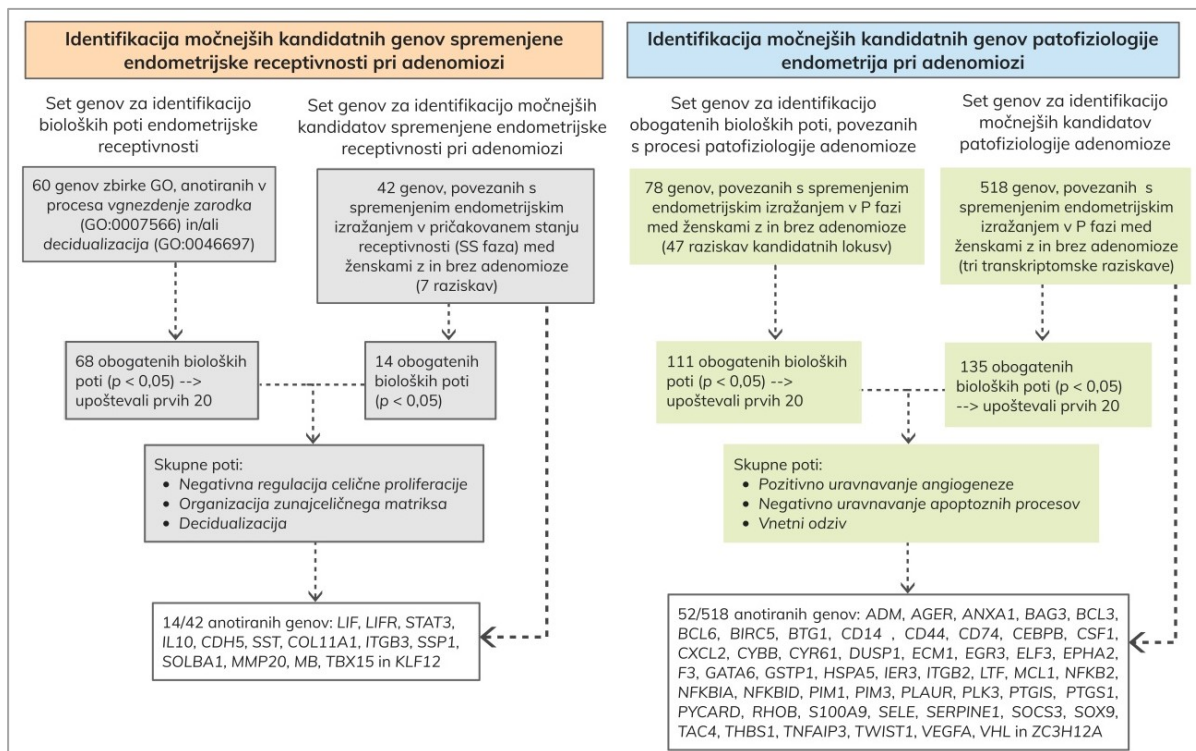 Identifikacija močnejših kandidatnih genov spremenjene
endometrijske receptivnosti pri adenomiozi
Set genov za identifikacijo
bioloških poti endometrijske
receptivnosti
Set genov za identifikacijo močnejših
kandidatov spremenjene endometrijske
receptivnosti pri adenomiozi
60 genov zbirke GO, anotiranih v
procesa vgnezdenje zarodka
(GO:0007566) in/ali
decidualizacija (GO:0046697)
42 genov, povezanih s
spremenjenim endometrijskim
izražanjem v pričakovanem stanju
receptivnosti (SS faza) med
ženskami z in brez adenomioze
(7 raziskav)
68 obogatenih bioloških
poti (p < 0,05) -->
upoštevali prvih 20
14 obogatenih
bioloških poti
(p < 0,05)
Skupne poti:
• Negativna regulacija celične proliferacije
• Organizacija zunajceličnega matriksa
• Decidualizacija
14/42 anotiranih genov: LIF, LIFR, STAT3,
IL10, CDH5, SST, COL11A1, ITGB3, SSP1,
SOLBA1, MMP20, MB, TBX15 in KLF12
Identifikacija močnejših kandidatnih genov patofiziologije
endometrija pri adenomiozi
Set genov za identifikacijo
obogatenih bioloških poti, povezanih
s procesi patofiziologije adenomioze
Set genov za identifikacijo
močnejših kandidatov
patofiziologije adenomioze
78 genov, povezanih s spremenjenim
endometrijskim izražanjem v P fazi
med ženskami z in brez adenomioze
(47 raziskav kandidatnih lokusv)
518 genov, povezanih s
spremenjenim endometrijskim
izražanjem v P fazi med
ženskami z in brez adenomioze
(tri transkriptomske raziskave)
111 obogatenih bioloških
poti (p < 0,05) -->
upoštevali prvih 20
135 obogatenih
bioloških poti (p < 0,05)
--> upoštevali prvih 20
Skupne poti:
• Pozitivno uravnavanje angiogeneze
• Negativno uravnavanje apoptoznih procesov
• Vnetni odziv
52/518 anotiranih genov: ADM, AGER, ANXA1, BAG3, BCL3,
BCL6, BIRC5, BTG1, CD14 , CD44, CD74, CEBPB, CSF1,
CXCL2, CYBB, CYR61, DUSP1, ECM1, EGR3, ELF3, EPHA2,
F3, GATA6, GSTP1, HSPA5, IER3, ITGB2, LTF, MCL1, NFKB2,
NFKBIA, NFKBID, PIM1, PIM3, PLAUR, PLK3, PTGIS, PTGS1,
PYCARD, RHOB, S100A9, SELE, SERPINE1, SOCS3, SOX9,
TAC4, THBS1, TNFAIP3, TWIST1, VEGFA, VHL in ZC3H12A